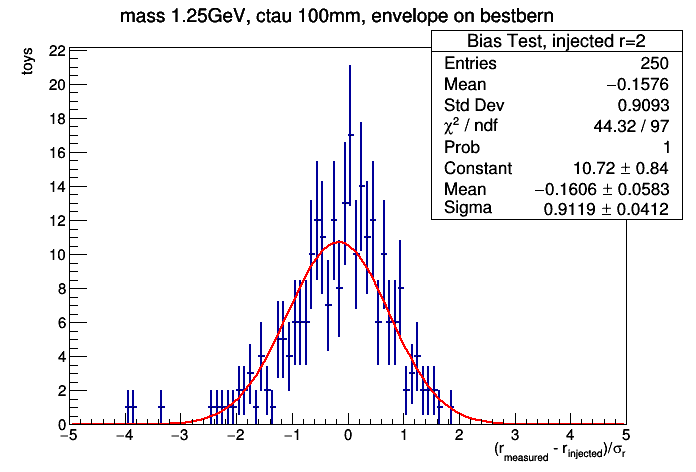 mass 1.25GeV, ctau 100mm, envelope on bestbern
Bias Test, injected r=2
Entries 250
Mean −0.1576
Std Dev 0.9093
χ² / ndf 44.32 / 97
Prob 1
Constant 10.72 ± 0.84
Mean −0.1606 ± 0.0583
Sigma 0.9119 ± 0.0412
toys
22
20
18
16
14
12
10
8
6
4
2
0
−5 −4 −3 −2 −1 0 1 2 3 4 5
(r_measured - r_injected)/σ_r